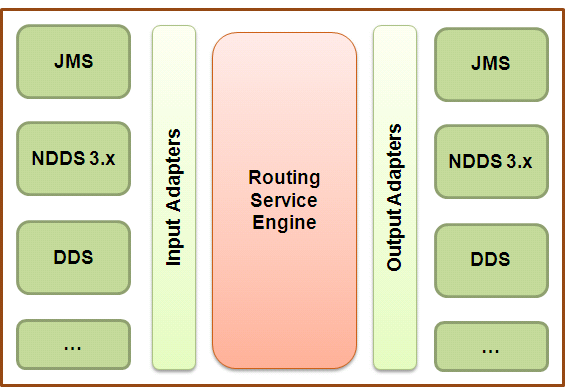 JMS
NDDS 3.x
DDS
...
Input Adapters
Routing
Service
Engine
Output Adapters
JMS
NDDS 3.x
DDS
...